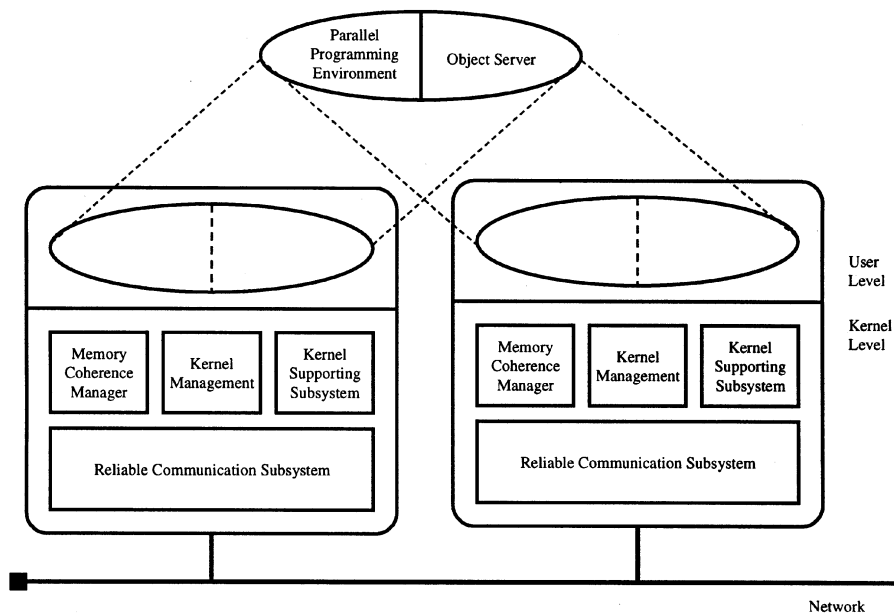 Parallel
Programming
Environment
Object Server
User
Level
Kernel
Level
Memory
Coherence
Manager
Kernel
Management
Kernel
Supporting
Subsystem
Reliable Communication Subsystem
Memory
Coherence
Manager
Kernel
Management
Kernel
Supporting
Subsystem
Reliable Communication Subsystem
Network